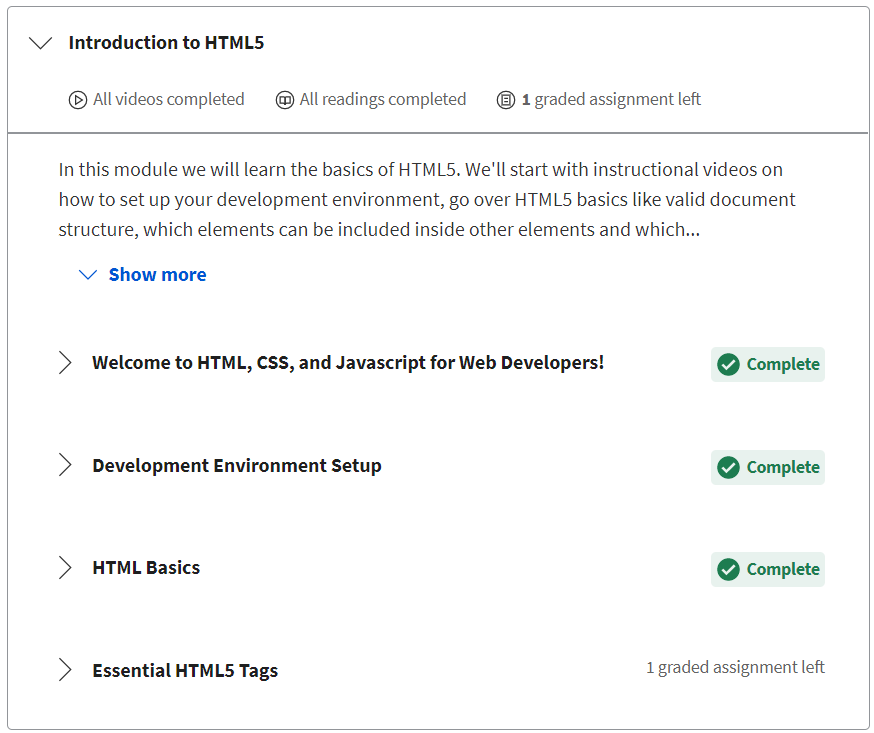 Introduction to HTML5
All videos completed
All readings completed
1 graded assignment left
In this module we will learn the basics of HTML5. We'll start with instructional videos on
how to set up your development environment, go over HTML5 basics like valid document
structure, which elements can be included inside other elements and which...
Show more
Welcome to HTML, CSS, and Javascript for Web Developers!
Complete
Development Environment Setup
Complete
HTML Basics
Complete
Essential HTML5 Tags
1 graded assignment left